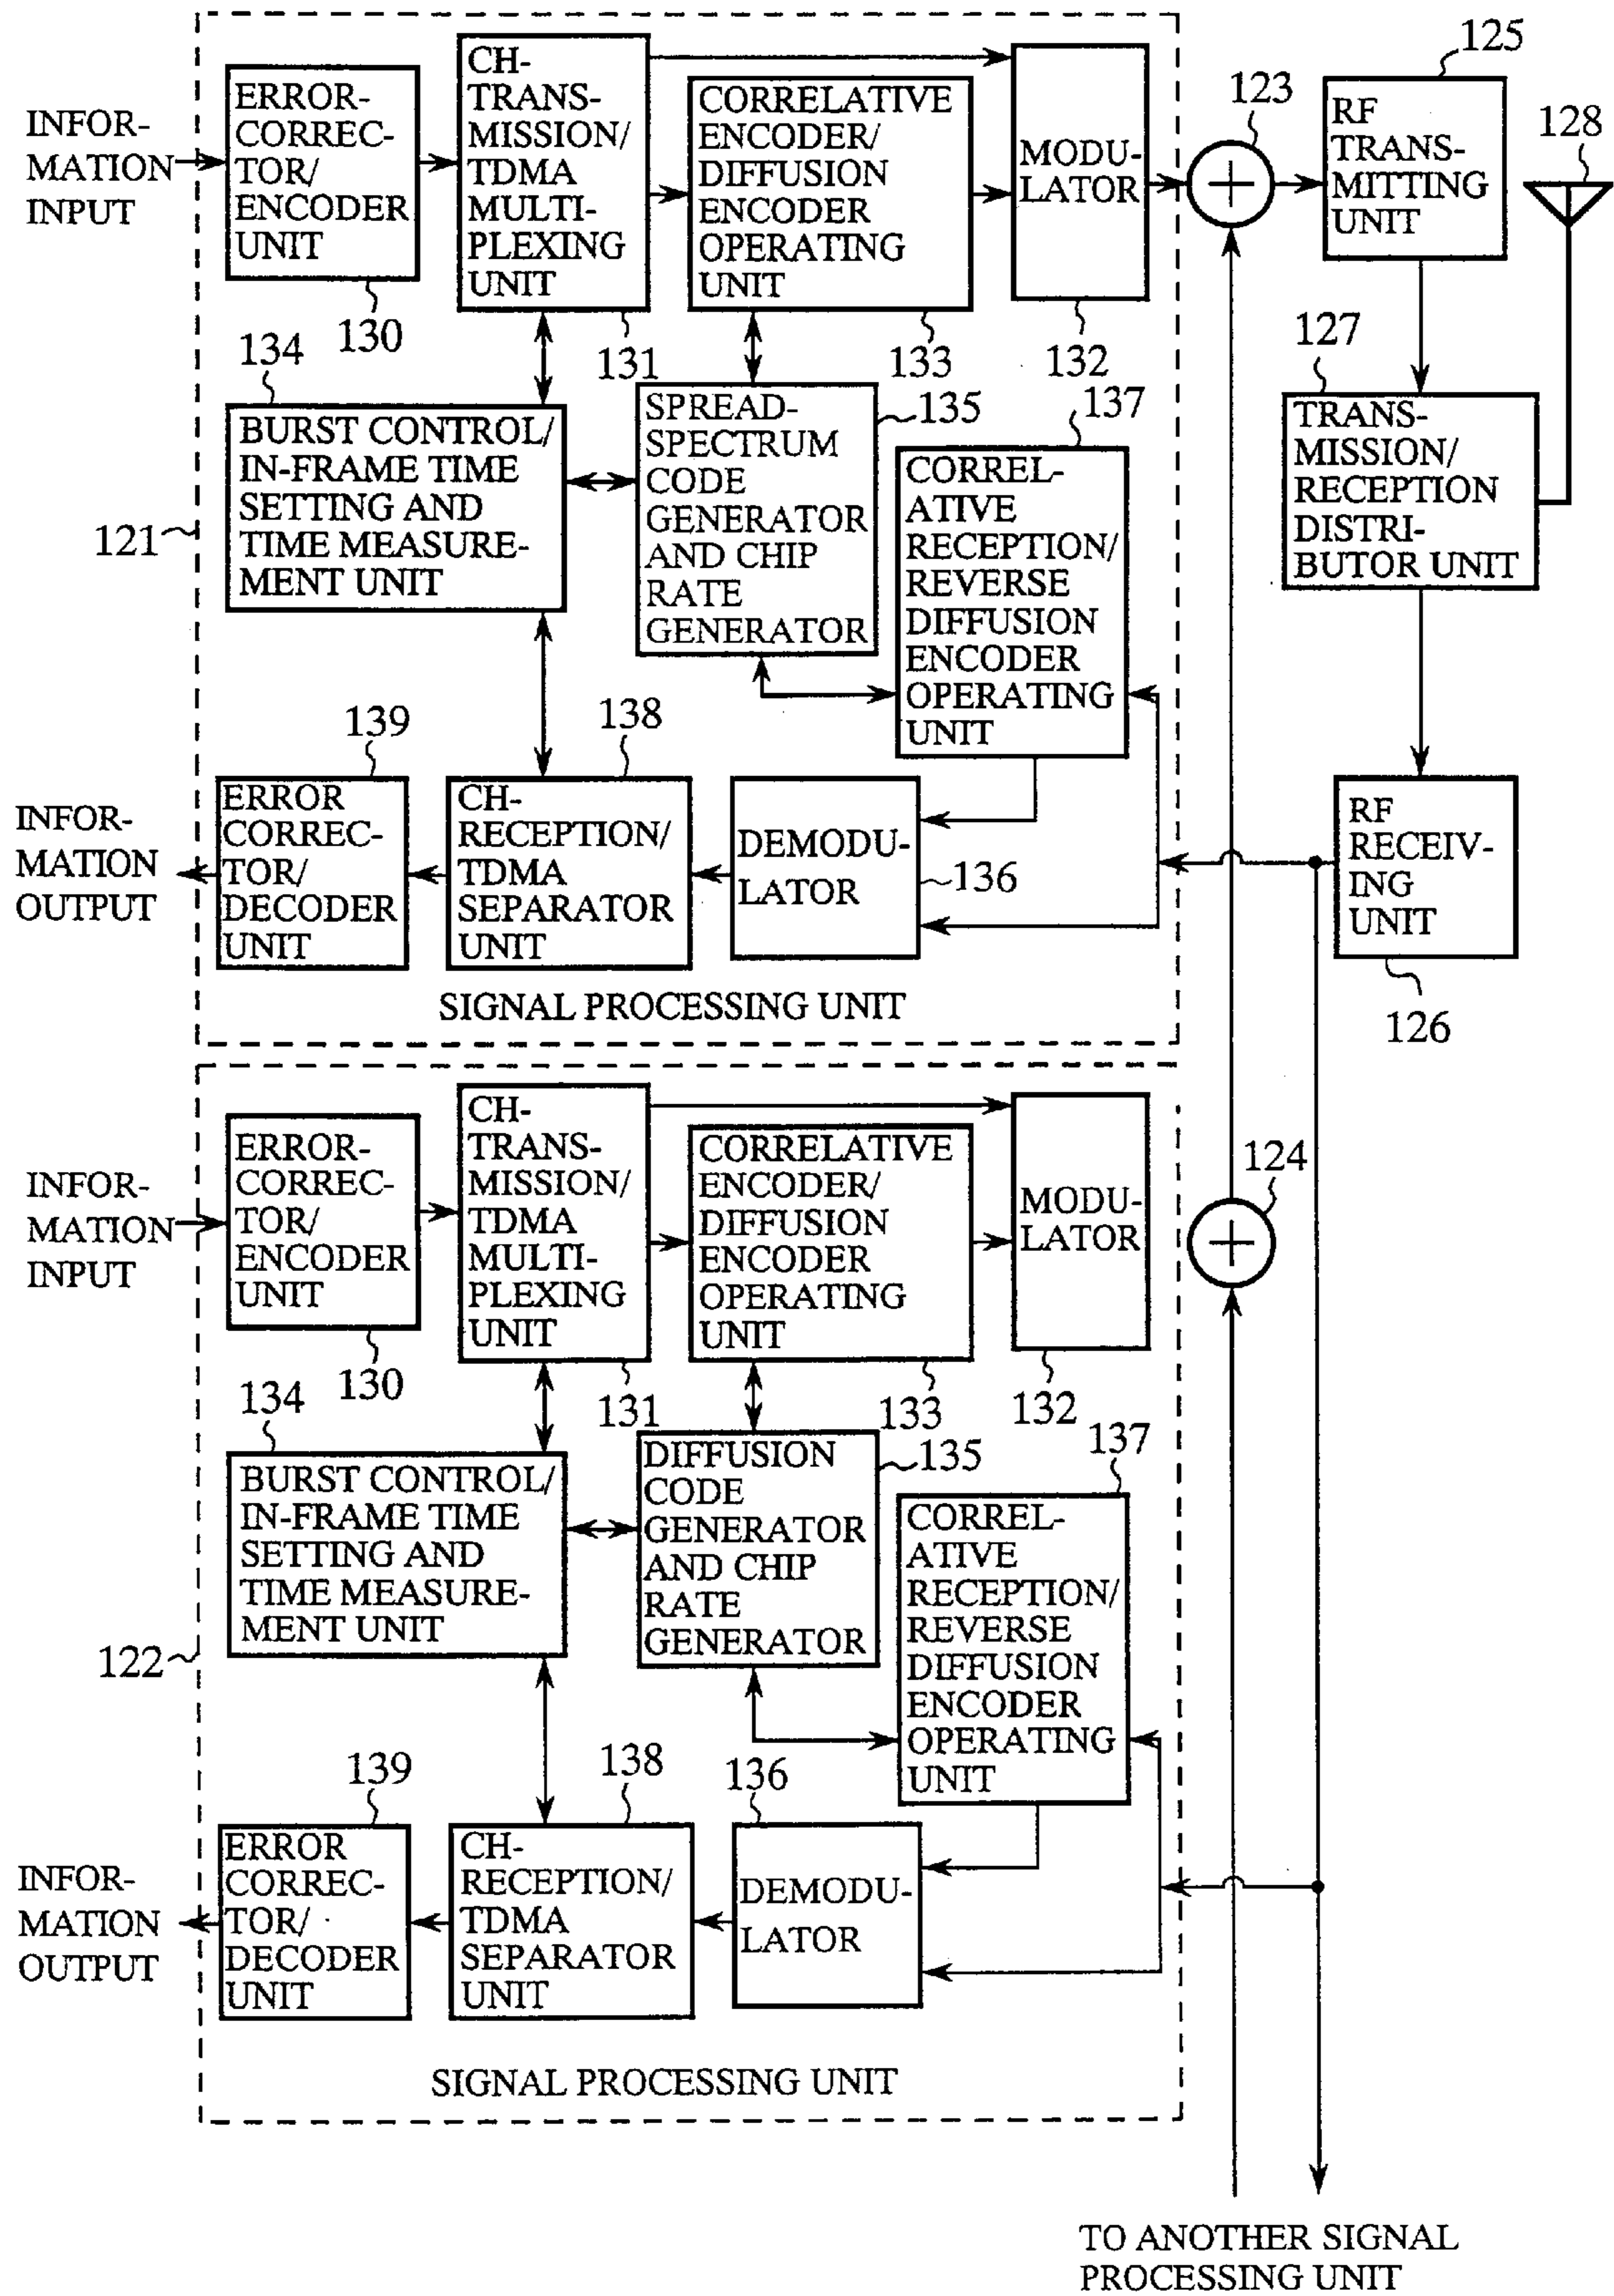 INFOR-
MATION
INPUT
ERROR-
CORREC-
TOR/
ENCODER
UNIT
130
CH-
TRANS-
MISSION/
TDMA
MULTI-
PLEXING
UNIT
131
CORRELATIVE
ENCODER/
DIFFUSION
ENCODER
OPERATING
UNIT
133
MODU-
LATOR
132
123
125
RF
TRANS-
MITTING
UNIT
128
134
BURST CONTROL/
IN-FRAME TIME
SETTING AND
TIME MEASURE-
MENT UNIT
121
SPREAD-
SPECTRUM
CODE
GENERATOR
AND CHIP
RATE
GENERATOR
135
137
CORREL-
ATIVE
RECEPTION/
REVERSE
DIFFUSION
ENCODER
OPERATING
UNIT
127
TRANS-
MISSION/
RECEPTION
DISTRI-
BUTOR UNIT
INFOR-
MATION
OUTPUT
139
ERROR
CORREC-
TOR/
DECODER
UNIT
138
CH-
RECEPTION/
TDMA
SEPARATOR
UNIT
DEMODU-
LATOR
136
RF
RECEIV-
ING
UNIT
126
SIGNAL PROCESSING UNIT
INFOR-
MATION
INPUT
ERROR-
CORREC-
TOR/
ENCODER
UNIT
130
CH-
TRANS-
MISSION/
TDMA
MULTI-
PLEXING
UNIT
131
CORRELATIVE
ENCODER/
DIFFUSION
ENCODER
OPERATING
UNIT
133
MODU-
LATOR
132
124
134
BURST CONTROL/
IN-FRAME TIME
SETTING AND
TIME MEASURE-
MENT UNIT
122
DIFFUSION
CODE
GENERATOR
AND CHIP
RATE
GENERATOR
135
137
CORREL-
ATIVE
RECEPTION/
REVERSE
DIFFUSION
ENCODER
OPERATING
UNIT
INFOR-
MATION
OUTPUT
139
ERROR
CORREC-
TOR/
DECODER
UNIT
138
CH-
RECEPTION/
TDMA
SEPARATOR
UNIT
136
DEMODU-
LATOR
SIGNAL PROCESSING UNIT
TO ANOTHER SIGNAL
PROCESSING UNIT